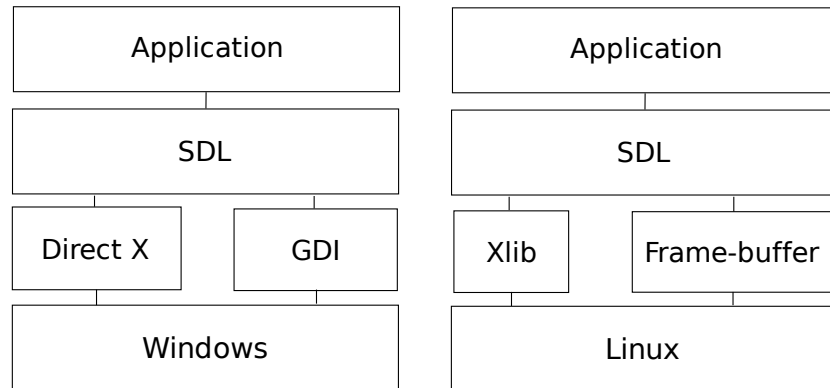 Application
SDL
Direct X
GDI
Windows
Application
SDL
Xlib
Frame-buffer
Linux